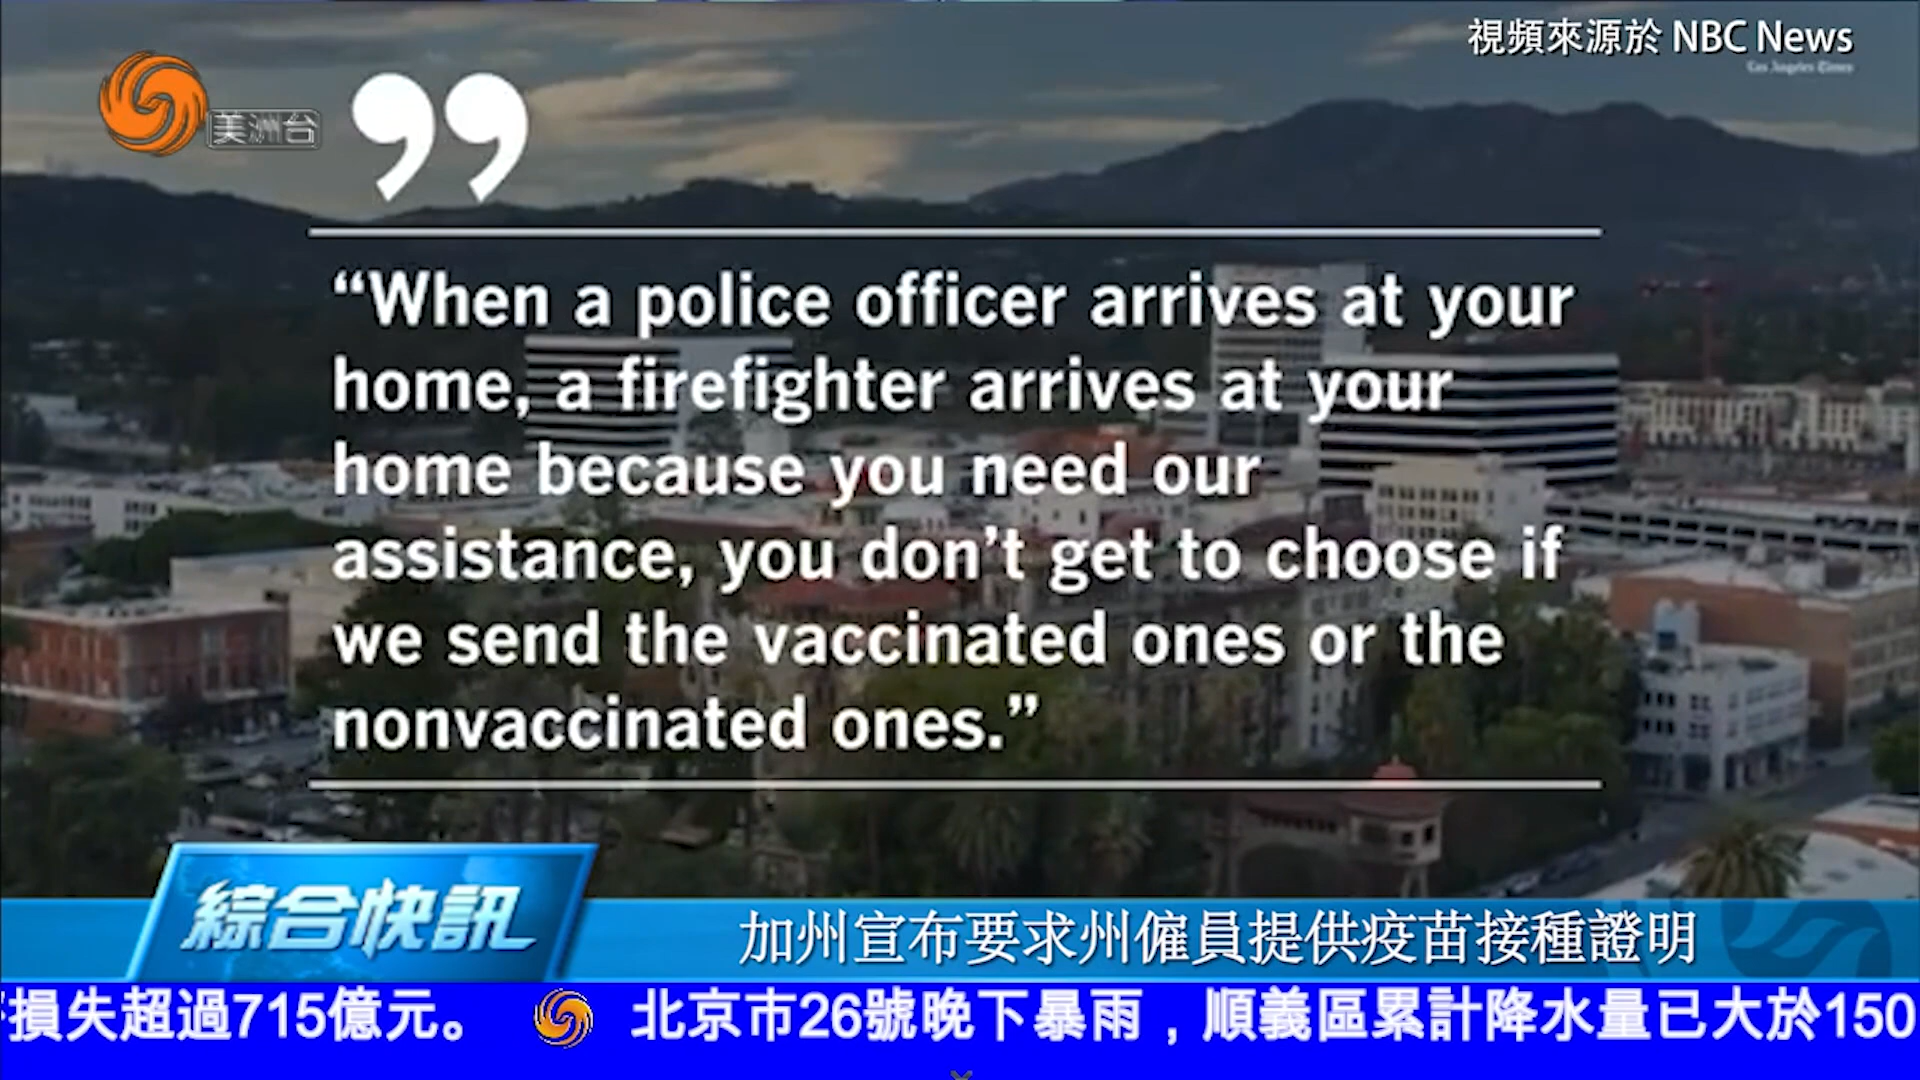 視頻來源於 NBC News
Los Angeles Times
美洲台
“When a police officer arrives at your
home, a firefighter arrives at your
home because you need our
assistance, you don’t get to choose if
we send the vaccinated ones or the
nonvaccinated ones.”
綜合快訊
加州宣布要求州僱員提供疫苗接種證明
損失超過715億元。 北京市26號晚下暴雨，順義區累計降水量已大於150